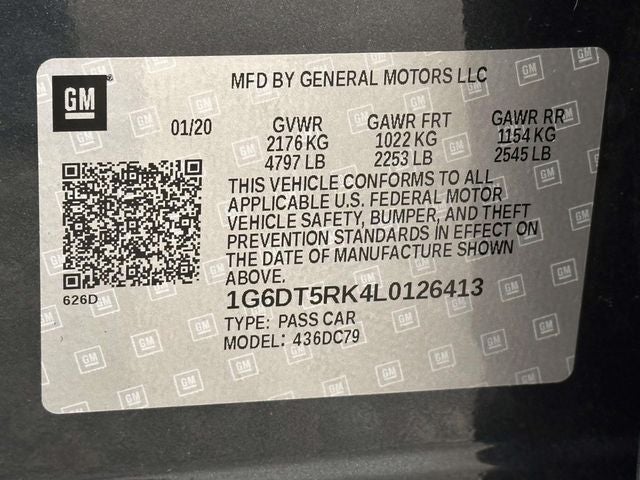 GM
MFD BY GENERAL MOTORS LLC
01/20 GVWR GAWR FRT GAWR RR
2176 KG 1022 KG 1154 KG
4797 LB 2253 LB 2545 LB
THIS VEHICLE CONFORMS TO ALL
APPLICABLE U.S. FEDERAL MOTOR
VEHICLE SAFETY, BUMPER, AND THEFT
PREVENTION STANDARDS IN EFFECT ON
THE DATE OF MANUFACTURE SHOWN
ABOVE.
626D
1G6DT5RK4L0126413
TYPE: PASS CAR
MODEL: 436DC79